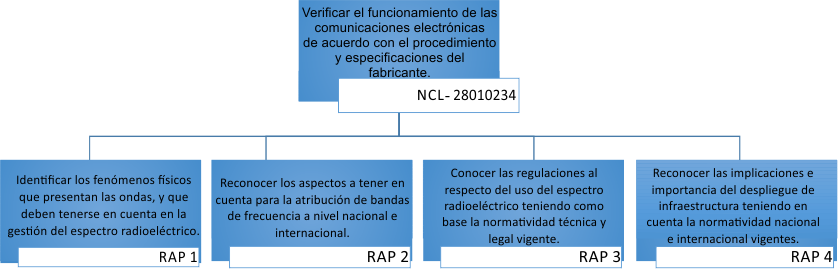 Verificar el funcionamiento de las
comunicaciones electrónicas
de acuerdo con el procedimiento
y especificaciones del
fabricante.
NCL- 28010234
Identificar los fenómenos físicos
que presentan las ondas, y que
deben tenerse en cuenta en la
gestión del espectro radioeléctrico.
RAP 1
Reconocer los aspectos a tener en
cuenta para la atribución de bandas
de frecuencia a nivel nacional e
internacional.
RAP 2
Conocer las regulaciones al
respecto del uso del espectro
radioeléctrico teniendo como
base la normatividad técnica y
legal vigente.
RAP 3
Reconocer las implicaciones e
importancia del despliegue de
infraestructura teniendo en
cuenta la normatividad nacional
e internacional vigentes.
RAP 4